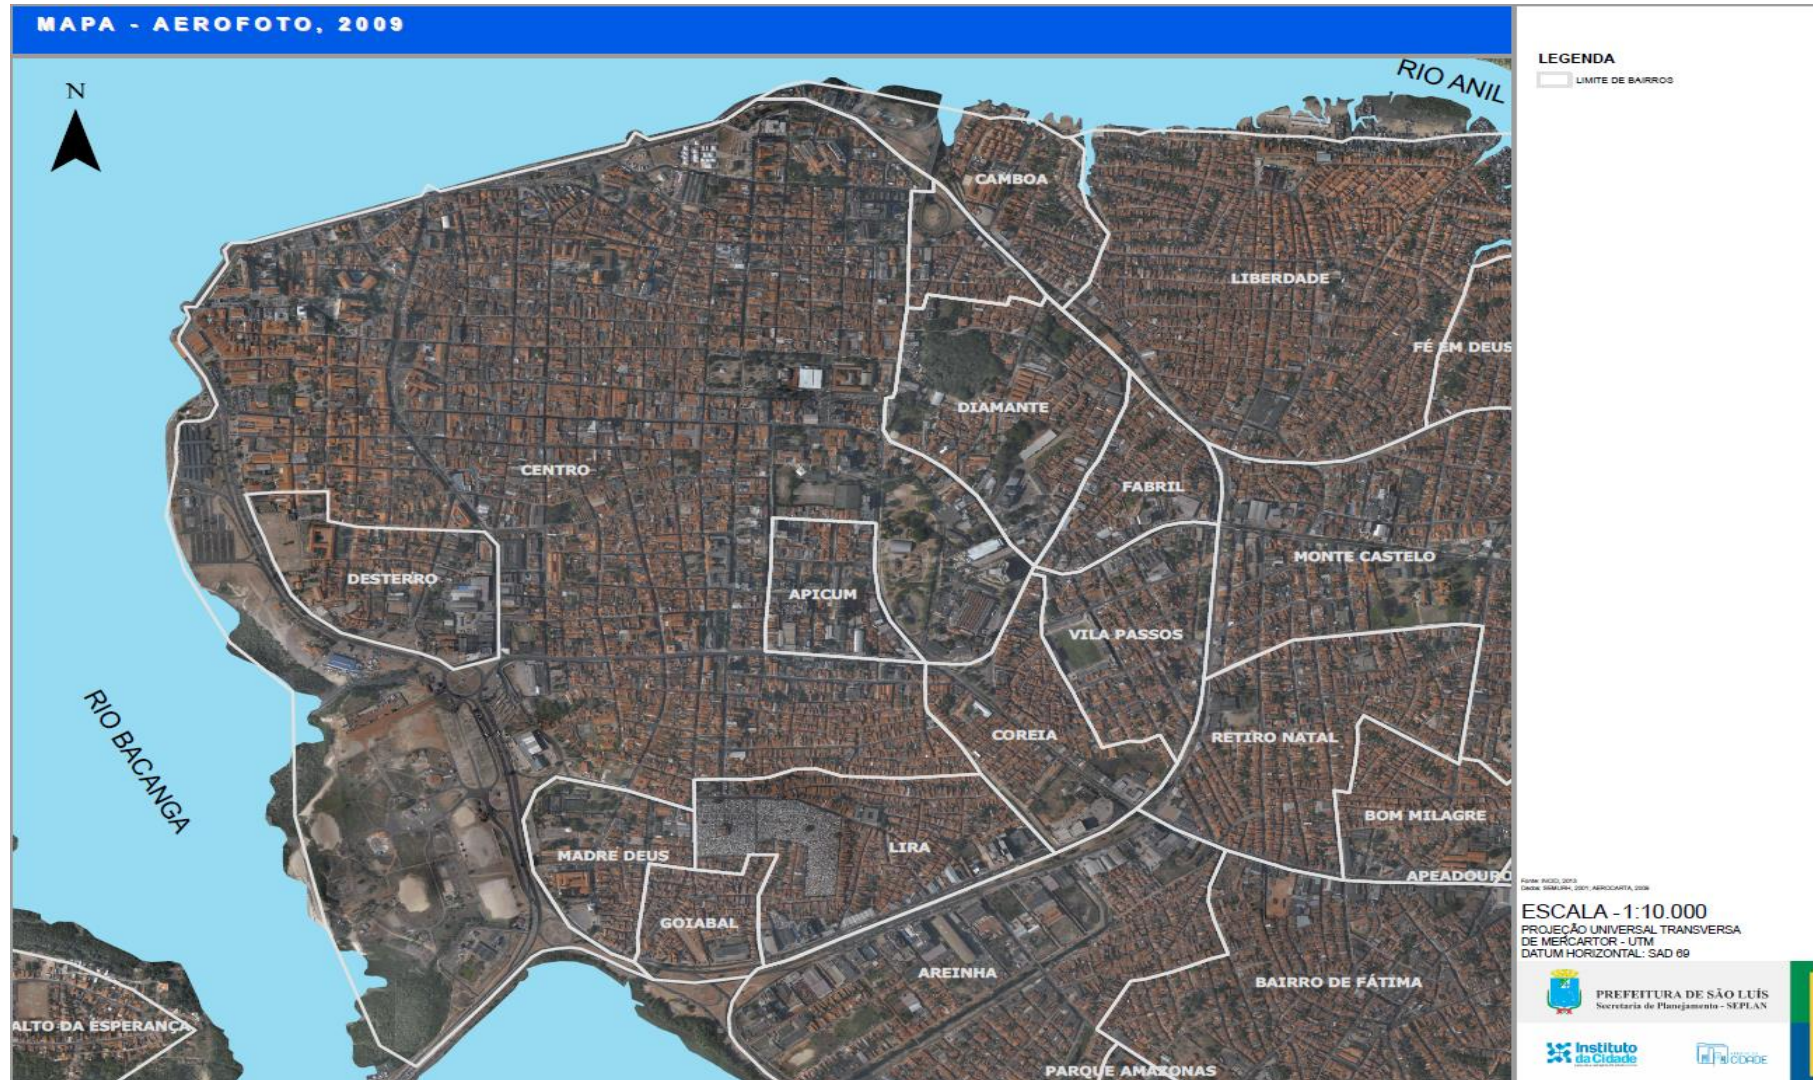 MAPA - AEROFOTO, 2009
N
RIO ANIL
CAMBOA
LIBERDADE
FÉ EM DEUS
DIAMANTE
CENTRO
FABRIL
MONTE CASTELO
DESTERRO
APICUM
VILA PASSOS
RIO BACANGA
COREIA
RETIRO NATAL
BOM MILAGRE
MADRE DEUS
LIRA
APEADOURO
GOIABAL
AREINHA
BAIRRO DE FÁTIMA
ALTO DA ESPERANÇA
PARQUE AMAZONAS
LEGENDA
LIMITE DE BAIRROS
ESCALA - 1:10.000
PROJEÇÃO UNIVERSAL TRANSVERSA
DE MERCARTOR - UTM
DATUM HORIZONTAL: SAD 69
PREFEITURA DE SÃO LUÍS
Secretaria de Planejamento - SEPLAN
Instituto
da Cidade
CIDADE